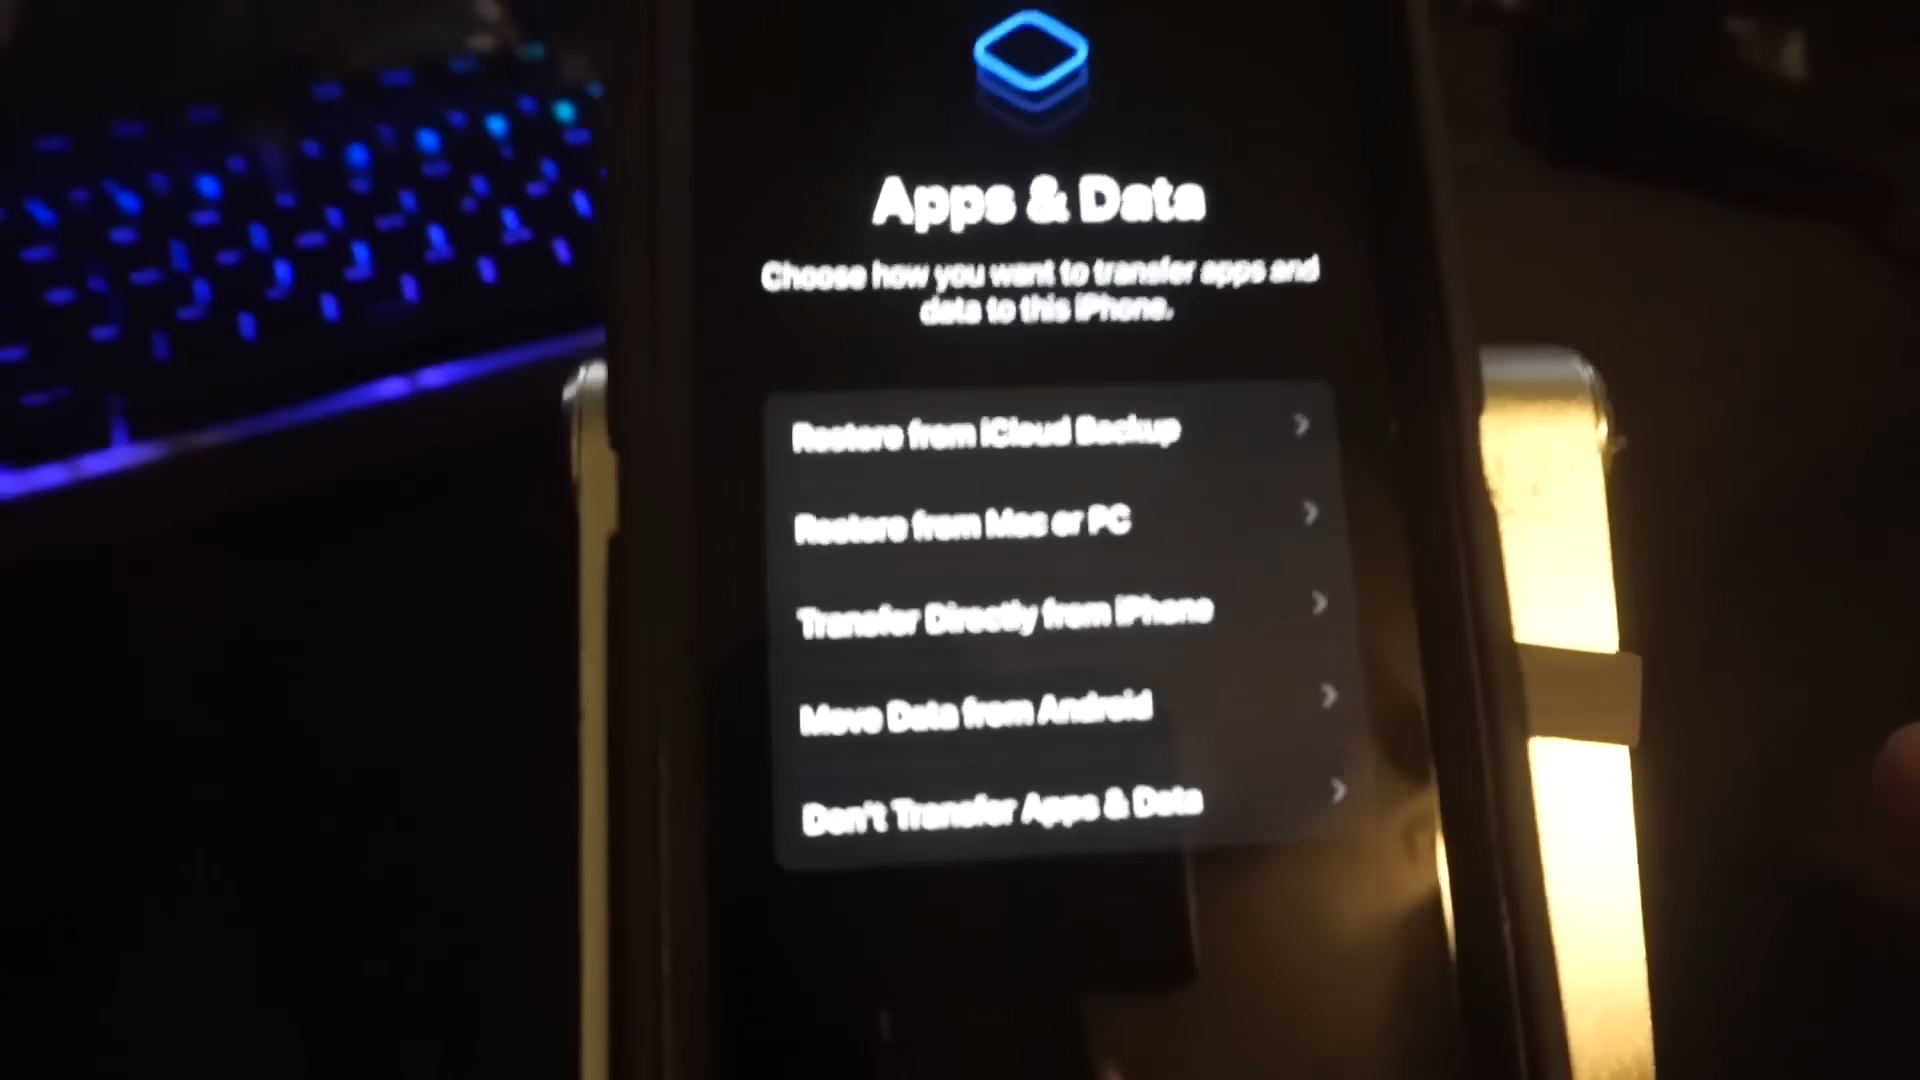 Apps & Data
Choose how you want to transfer apps and
data to this iPhone.
Restore from iCloud Backup
Restore from Mac or PC
Transfer Directly from iPhone
Move Data from Android
Don't Transfer Apps & Data